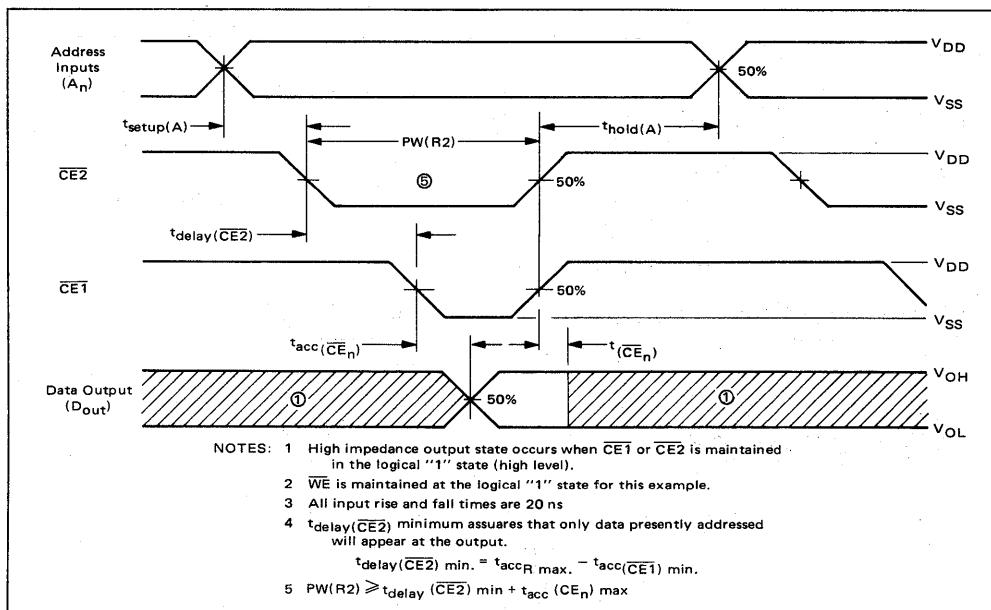 Address
Inputs
(An)
VDD
50%
VSS
tsetup(A)
thold(A)
PW(R2)
CE2
VDD
⑤
50%
VSS
tdelay(CE2)
CE1
VDD
50%
VSS
tacc(CEn)
t(CEn)
Data Output
(Dout)
VOH
①
50%
①
VOL
NOTES: 1 High impedance output state occurs when CE1 or CE2 is maintained
in the logical "1" state (high level).
2 WE is maintained at the logical "1" state for this example.
3 All input rise and fall times are 20 ns
4 tdelay(CE2) minimum assuares that only data presently addressed
will appear at the output.
tdelay(CE2) min. = taccR max. - tacc(CE1) min.
5 PW(R2) ⩾ tdelay (CE2) min + tacc (CEn) max